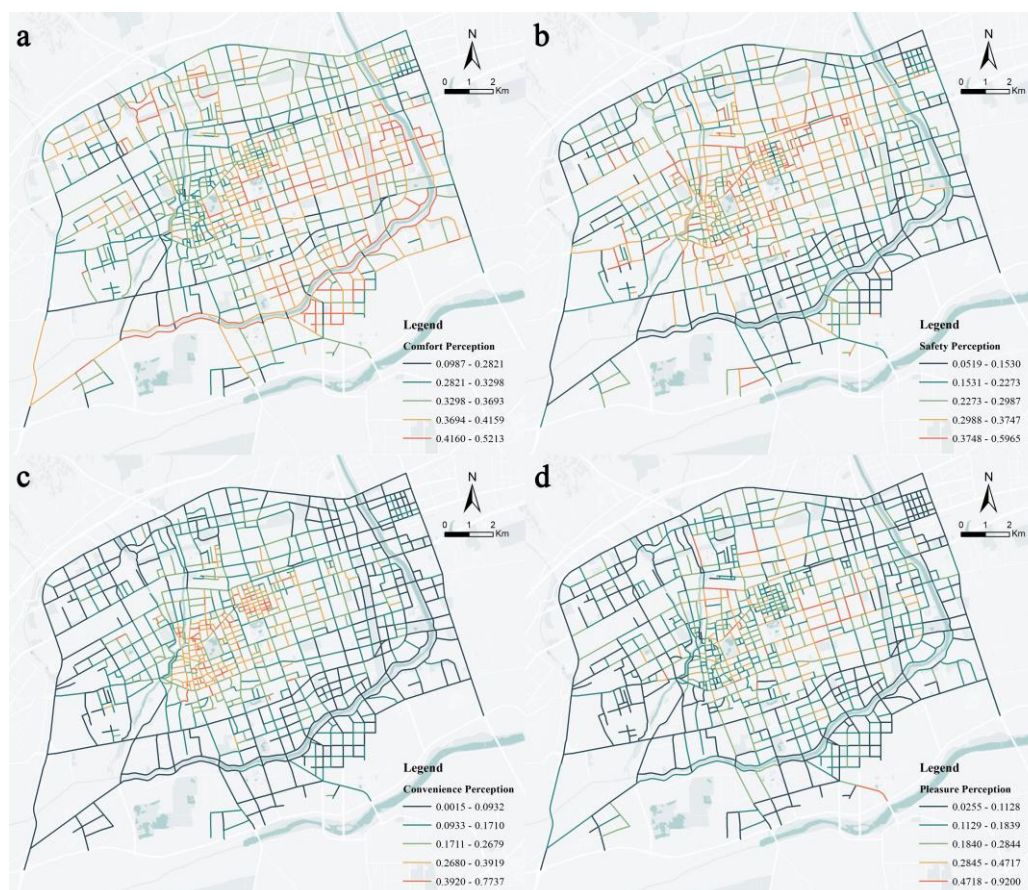 a
N
0 1 2
Km
Legend
Comfort Perception
0.0987 - 0.2821
0.2821 - 0.3298
0.3298 - 0.3693
0.3694 - 0.4159
0.4160 - 0.5213
b
N
0 1 2
Km
Legend
Safety Perception
0.0519 - 0.1530
0.1531 - 0.2273
0.2273 - 0.2987
0.2988 - 0.3747
0.3748 - 0.5965
c
N
0 1 2
Km
Legend
Convenience Perception
0.0015 - 0.0932
0.0933 - 0.1710
0.1711 - 0.2679
0.2680 - 0.3919
0.3920 - 0.7737
d
N
0 1 2
Km
Legend
Pleasure Perception
0.0255 - 0.1128
0.1129 - 0.1839
0.1840 - 0.2844
0.2845 - 0.4717
0.4718 - 0.9200